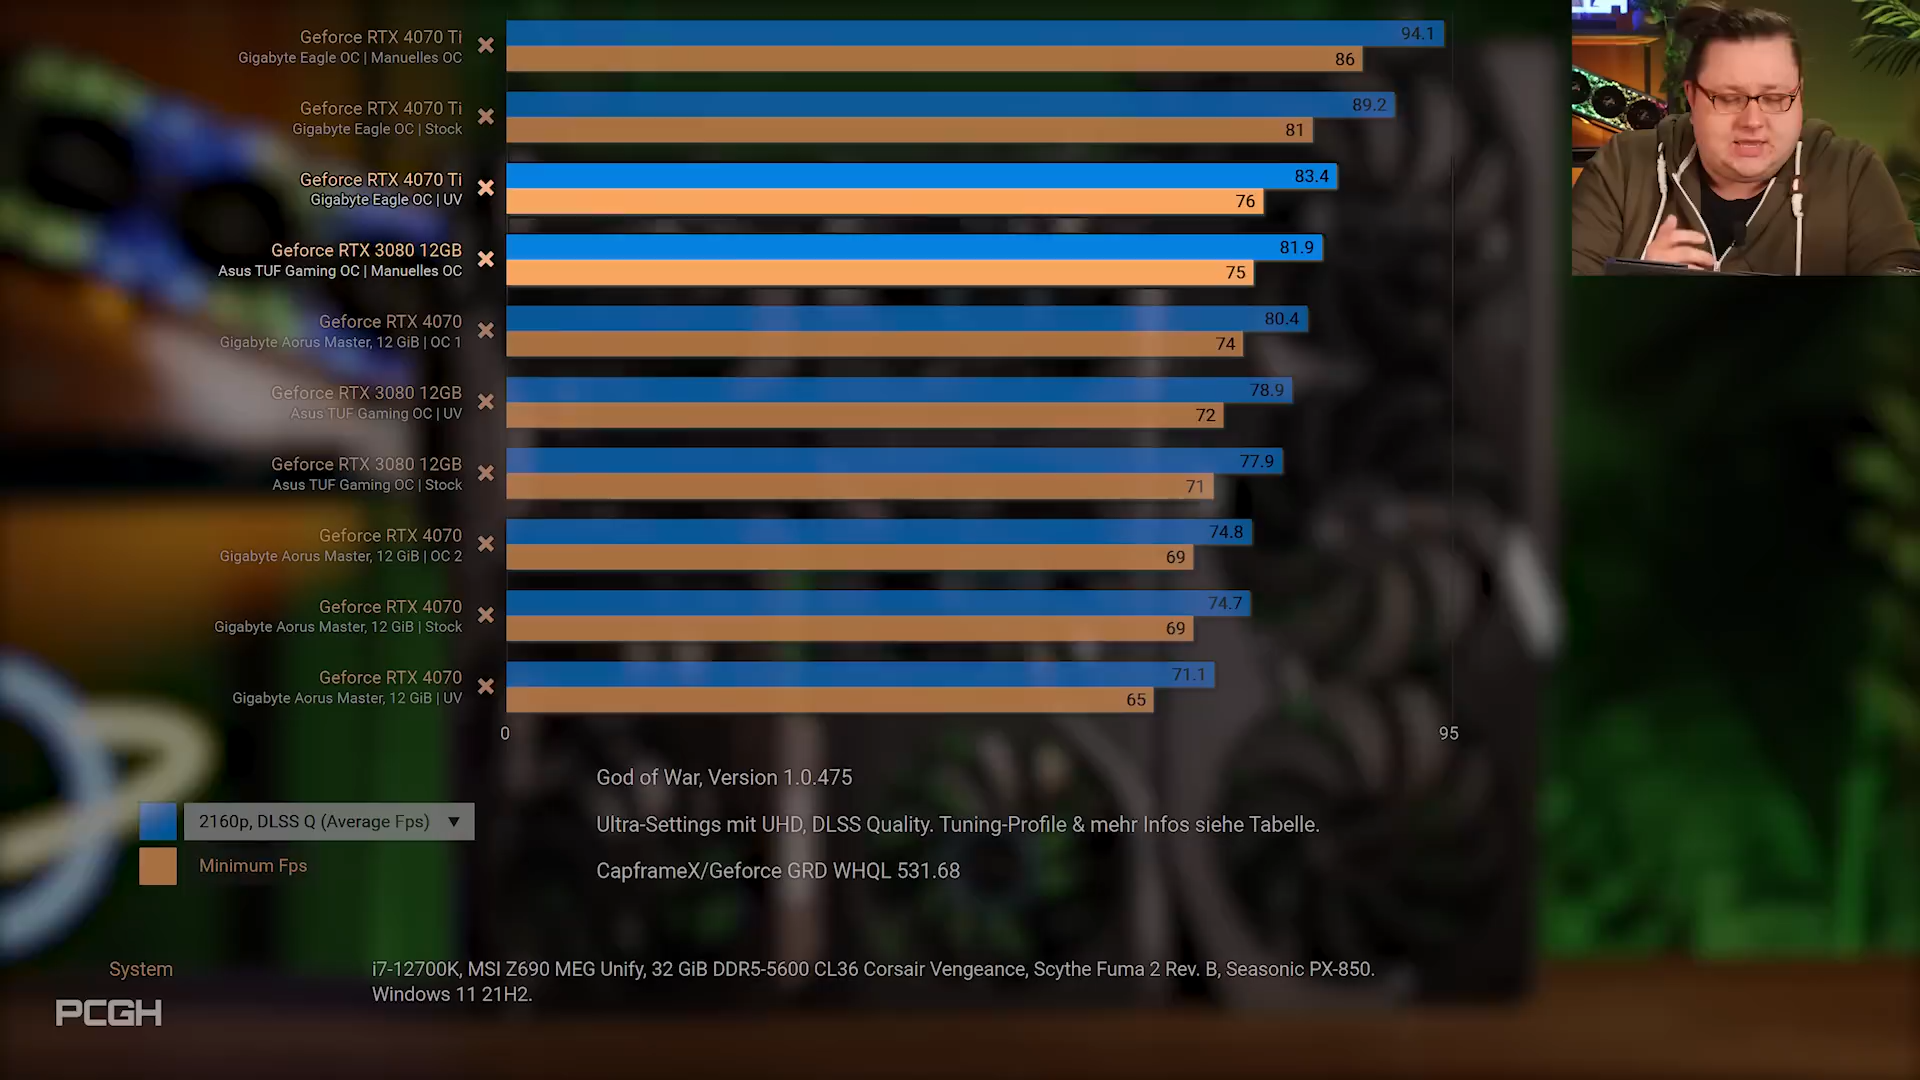 Geforce RTX 4070 Ti
Gigabyte Eagle OC | Manuelles OC
94.1
86
Geforce RTX 4070 Ti
Gigabyte Eagle OC | Stock
89.2
81
Geforce RTX 4070 Ti
Gigabyte Eagle OC | UV
83.4
76
Geforce RTX 3080 12GB
Asus TUF Gaming OC | Manuelles OC
81.9
75
Geforce RTX 4070
Gigabyte Aorus Master, 12 GiB | OC 1
80.4
74
Geforce RTX 3080 12GB
Asus TUF Gaming OC | UV
78.9
72
Geforce RTX 3080 12GB
Asus TUF Gaming OC | Stock
77.9
71
Geforce RTX 4070
Gigabyte Aorus Master, 12 GiB | OC 2
74.8
69
Geforce RTX 4070
Gigabyte Aorus Master, 12 GiB | Stock
74.7
69
Geforce RTX 4070
Gigabyte Aorus Master, 12 GiB | UV
71.1
65
0
95
God of War, Version 1.0.475
2160p, DLSS Q (Average Fps)
Ultra-Settings mit UHD, DLSS Quality. Tuning-Profile & mehr Infos siehe Tabelle.
Minimum Fps
CapframeX/Geforce GRD WHQL 531.68
System
i7-12700K, MSI Z690 MEG Unify, 32 GiB DDR5-5600 CL36 Corsair Vengeance, Scythe Fuma 2 Rev. B, Seasonic PX-850.
Windows 11 21H2.
PCGH